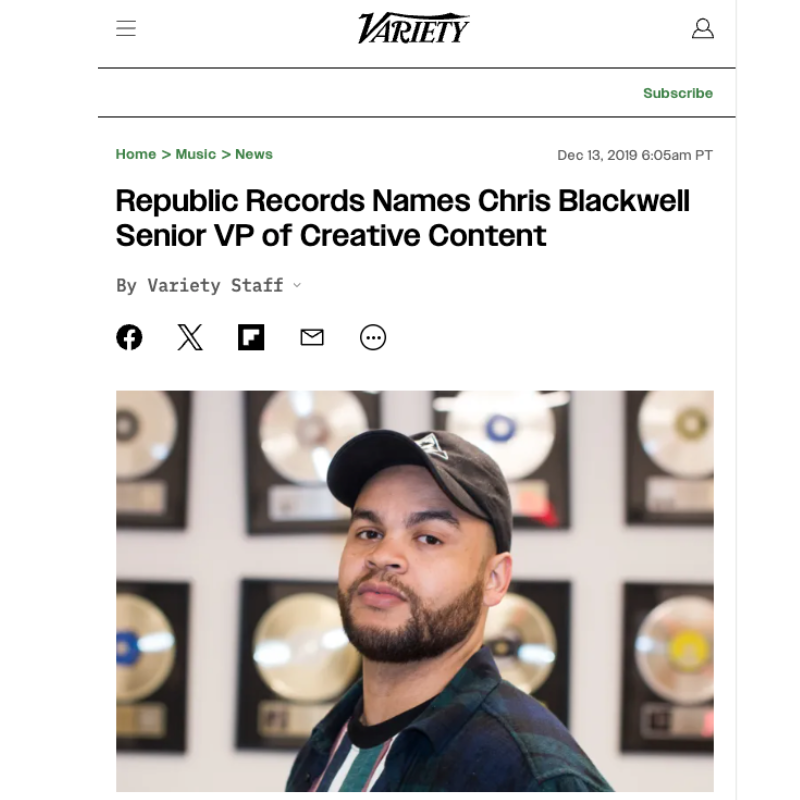 VARIETY
Subscribe
Home > Music > News
Dec 13, 2019 6:05am PT
Republic Records Names Chris Blackwell
Senior VP of Creative Content
By Variety Staff